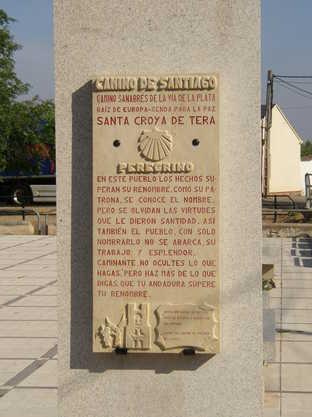 CAMINO DE SANTIAGO
CAMINO SANABRES DE LA VIA DE LA PLATA
RAIZ DE EUROPA-SENDA PARA LA PAZ
SANTA CROYA DE TERA
PEREGRINO
EN ESTE PUEBLO LOS HECHOS SU-
PERAN SU RENOMBRE, COMO SU PA-
TRONA, SE CONOCE EL NOMBRE,
PERO SE OLVIDAN LAS VIRTUDES
QUE LE DIERON SANTIDAD. ASI
TAMBIEN EL PUEBLO, CON SOLO
NOMRRARLO NO SE ABARCA, SU
TRABAJO Y ESPLENDOR.
CAMINANTE NO OCULTES LO QUE
HAGAS, PERO HAZ MAS DE LO QUE
DIGAS, QUE TU ANDADURA SUPERE
TU RENOMBRE.